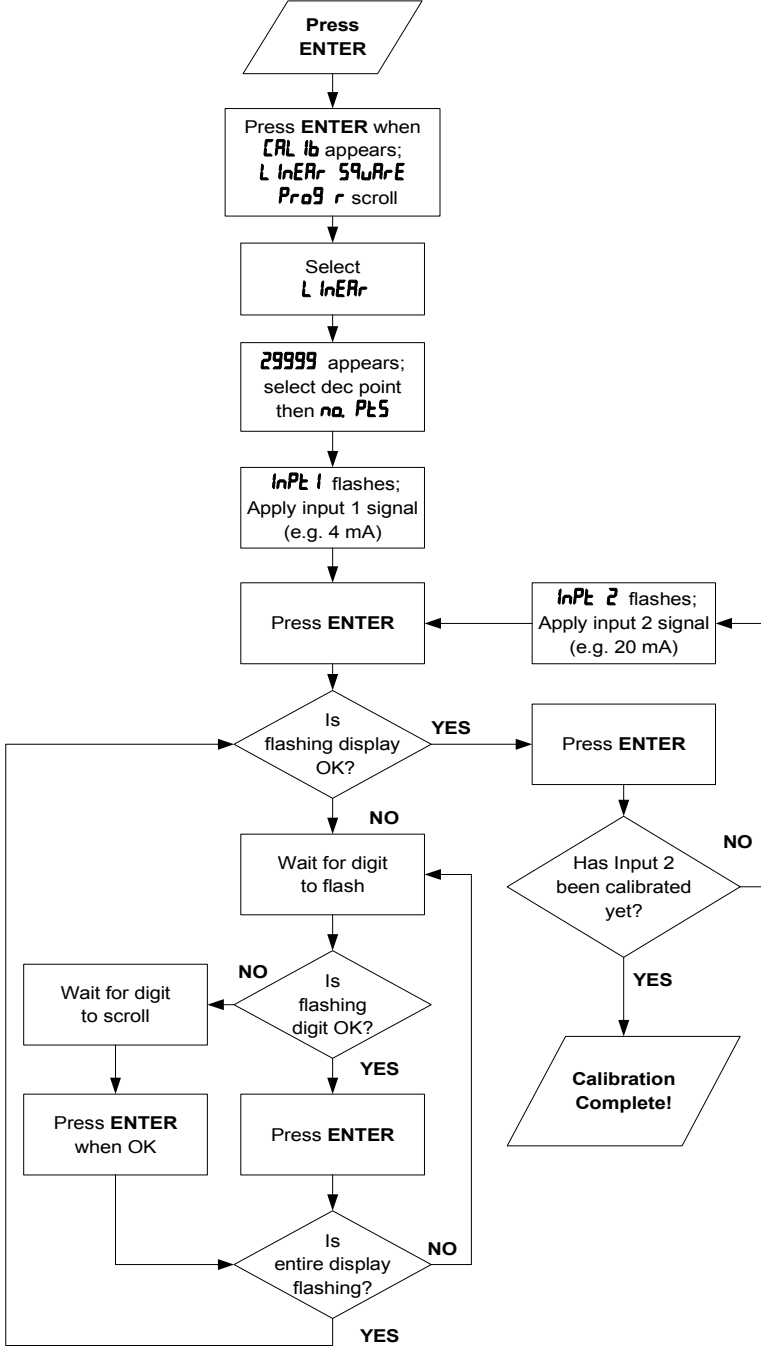 Press
ENTER
Press ENTER when
CALIb appears;
LInEAr SquArE
Prog r scroll
Select
LInEAr
29999 appears;
select dec point
then no. PtS
InPt 1 flashes;
Apply input 1 signal
(e.g. 4 mA)
Press ENTER
InPt 2 flashes;
Apply input 2 signal
(e.g. 20 mA)
Is
flashing display
OK?
YES
Press ENTER
NO
Wait for digit
to flash
Has Input 2
been calibrated
yet?
NO
YES
Is
flashing
digit OK?
NO
Wait for digit
to scroll
YES
Press ENTER
when OK
Press ENTER
Calibration
Complete!
Is
entire display
flashing?
NO
YES